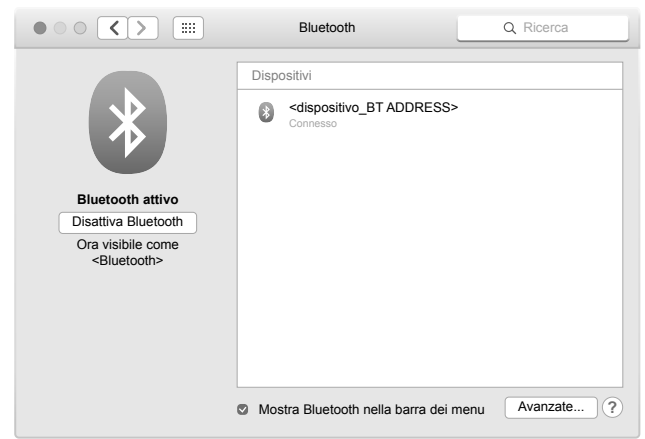 Bluetooth
Ricerca
Dispositivi
<dispositivo_BT ADDRESS>
Connesso
Bluetooth attivo
Disattiva Bluetooth
Ora visibile come
<Bluetooth>
Mostra Bluetooth nella barra dei menu
Avanzate...
?